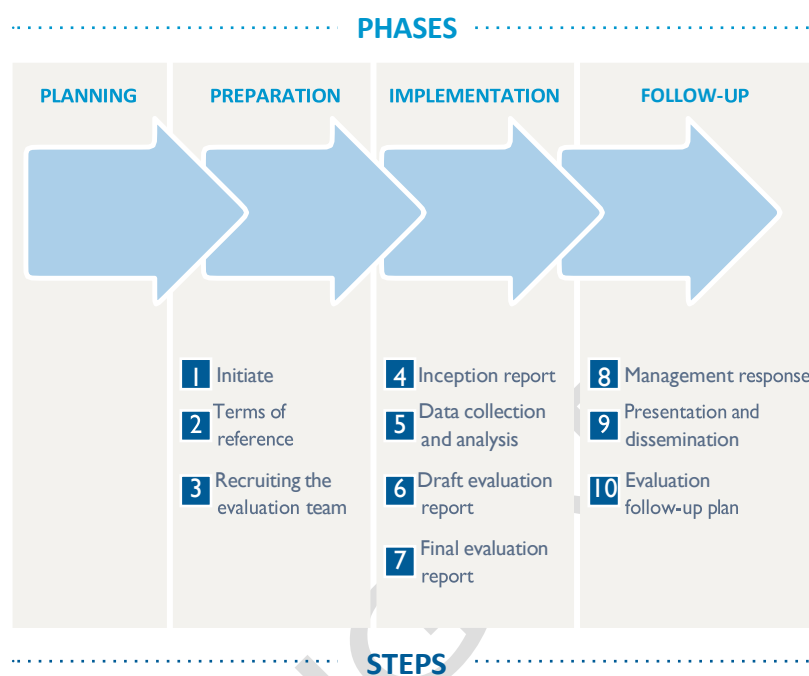 PHASES
PLANNING
PREPARATION
IMPLEMENTATION
FOLLOW-UP
1 Initiate
2 Terms of
reference
3 Recruiting the
evaluation team
4 Inception report
5 Data collection
and analysis
6 Draft evaluation
report
7 Final evaluation
report
8 Management response
9 Presentation and
dissemination
10 Evaluation
follow-up plan
STEPS